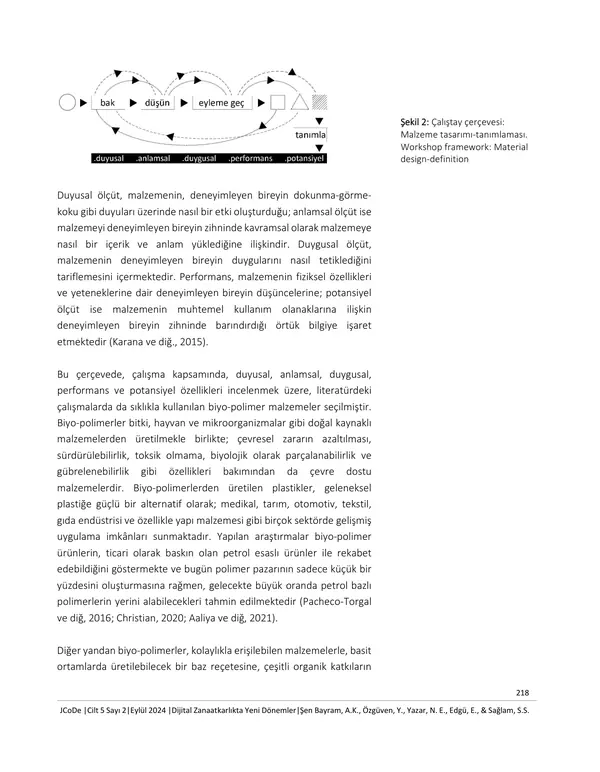 bak
düşün
eyleme geç
tanımla
.duyusal .anlamsal .duygusal .performans .potansiyel
Şekil 2: Çalıştay çerçevesi:
Malzeme tasarımı-tanımlaması.
Workshop framework: Material
design-definition
Duyusal ölçüt, malzemenin, deneyimleyen bireyin dokunma-görme-
koku gibi duyuları üzerinde nasıl bir etki oluşturduğu; anlamsal ölçüt ise
malzemeyi deneyimleyen bireyin zihninde kavramsal olarak malzemeye
nasıl bir içerik ve anlam yüklediğine ilişkindir. Duygusal ölçüt,
malzemenin deneyimleyen bireyin duygularını nasıl tetiklediğini
tariflemesini içermektedir. Performans, malzemenin fiziksel özellikleri
ve yeteneklerine dair deneyimleyen bireyin düşüncelerine; potansiyel
ölçüt ise malzemenin muhtemel kullanım olanaklarına ilişkin
deneyimleyen bireyin zihninde barındırdığı örtük bilgiye işaret
etmektedir (Karana ve diğ., 2015).
Bu çerçevede, çalışma kapsamında, duyusal, anlamsal, duygusal,
performans ve potansiyel özellikleri incelenmek üzere, literatürdeki
çalışmalarda da sıklıkla kullanılan biyo-polimer malzemeler seçilmiştir.
Biyo-polimerler bitki, hayvan ve mikroorganizmalar gibi doğal kaynaklı
malzemelerden üretilmekle birlikte; çevresel zararın azaltılması,
sürdürülebilirlik, toksik olmama, biyolojik olarak parçalanabilirlik ve
gübrelenebilirlik gibi özellikleri bakımından da çevre dostu
malzemelerdir. Biyo-polimerlerden üretilen plastikler, geleneksel
plastiğe güçlü bir alternatif olarak; medikal, tarım, otomotiv, tekstil,
gıda endüstrisi ve özellikle yapı malzemesi gibi birçok sektörde gelişmiş
uygulama imkânları sunmaktadır. Yapılan araştırmalar biyo-polimer
ürünlerin, ticari olarak baskın olan petrol esaslı ürünler ile rekabet
edebildiğini göstermekte ve bugün polimer pazarının sadece küçük bir
yüzdesini oluşturmasına rağmen, gelecekte büyük oranda petrol bazlı
polimerlerin yerini alabilecekleri tahmin edilmektedir (Pacheco-Torgal
ve diğ, 2016; Christian, 2020; Aaliya ve diğ, 2021).
Diğer yandan biyo-polimerler, kolaylıkla erişilebilen malzemelerle, basit
ortamlarda üretilebilecek bir baz reçetesine, çeşitli organik katkıların
218
JCoDe |Cilt 5 Sayı 2|Eylül 2024 |Dijital Zanaatkarlıkta Yeni Dönemler|Şen Bayram, A.K., Özgüven, Y., Yazar, N. E., Edgü, E., & Sağlam, S.S.